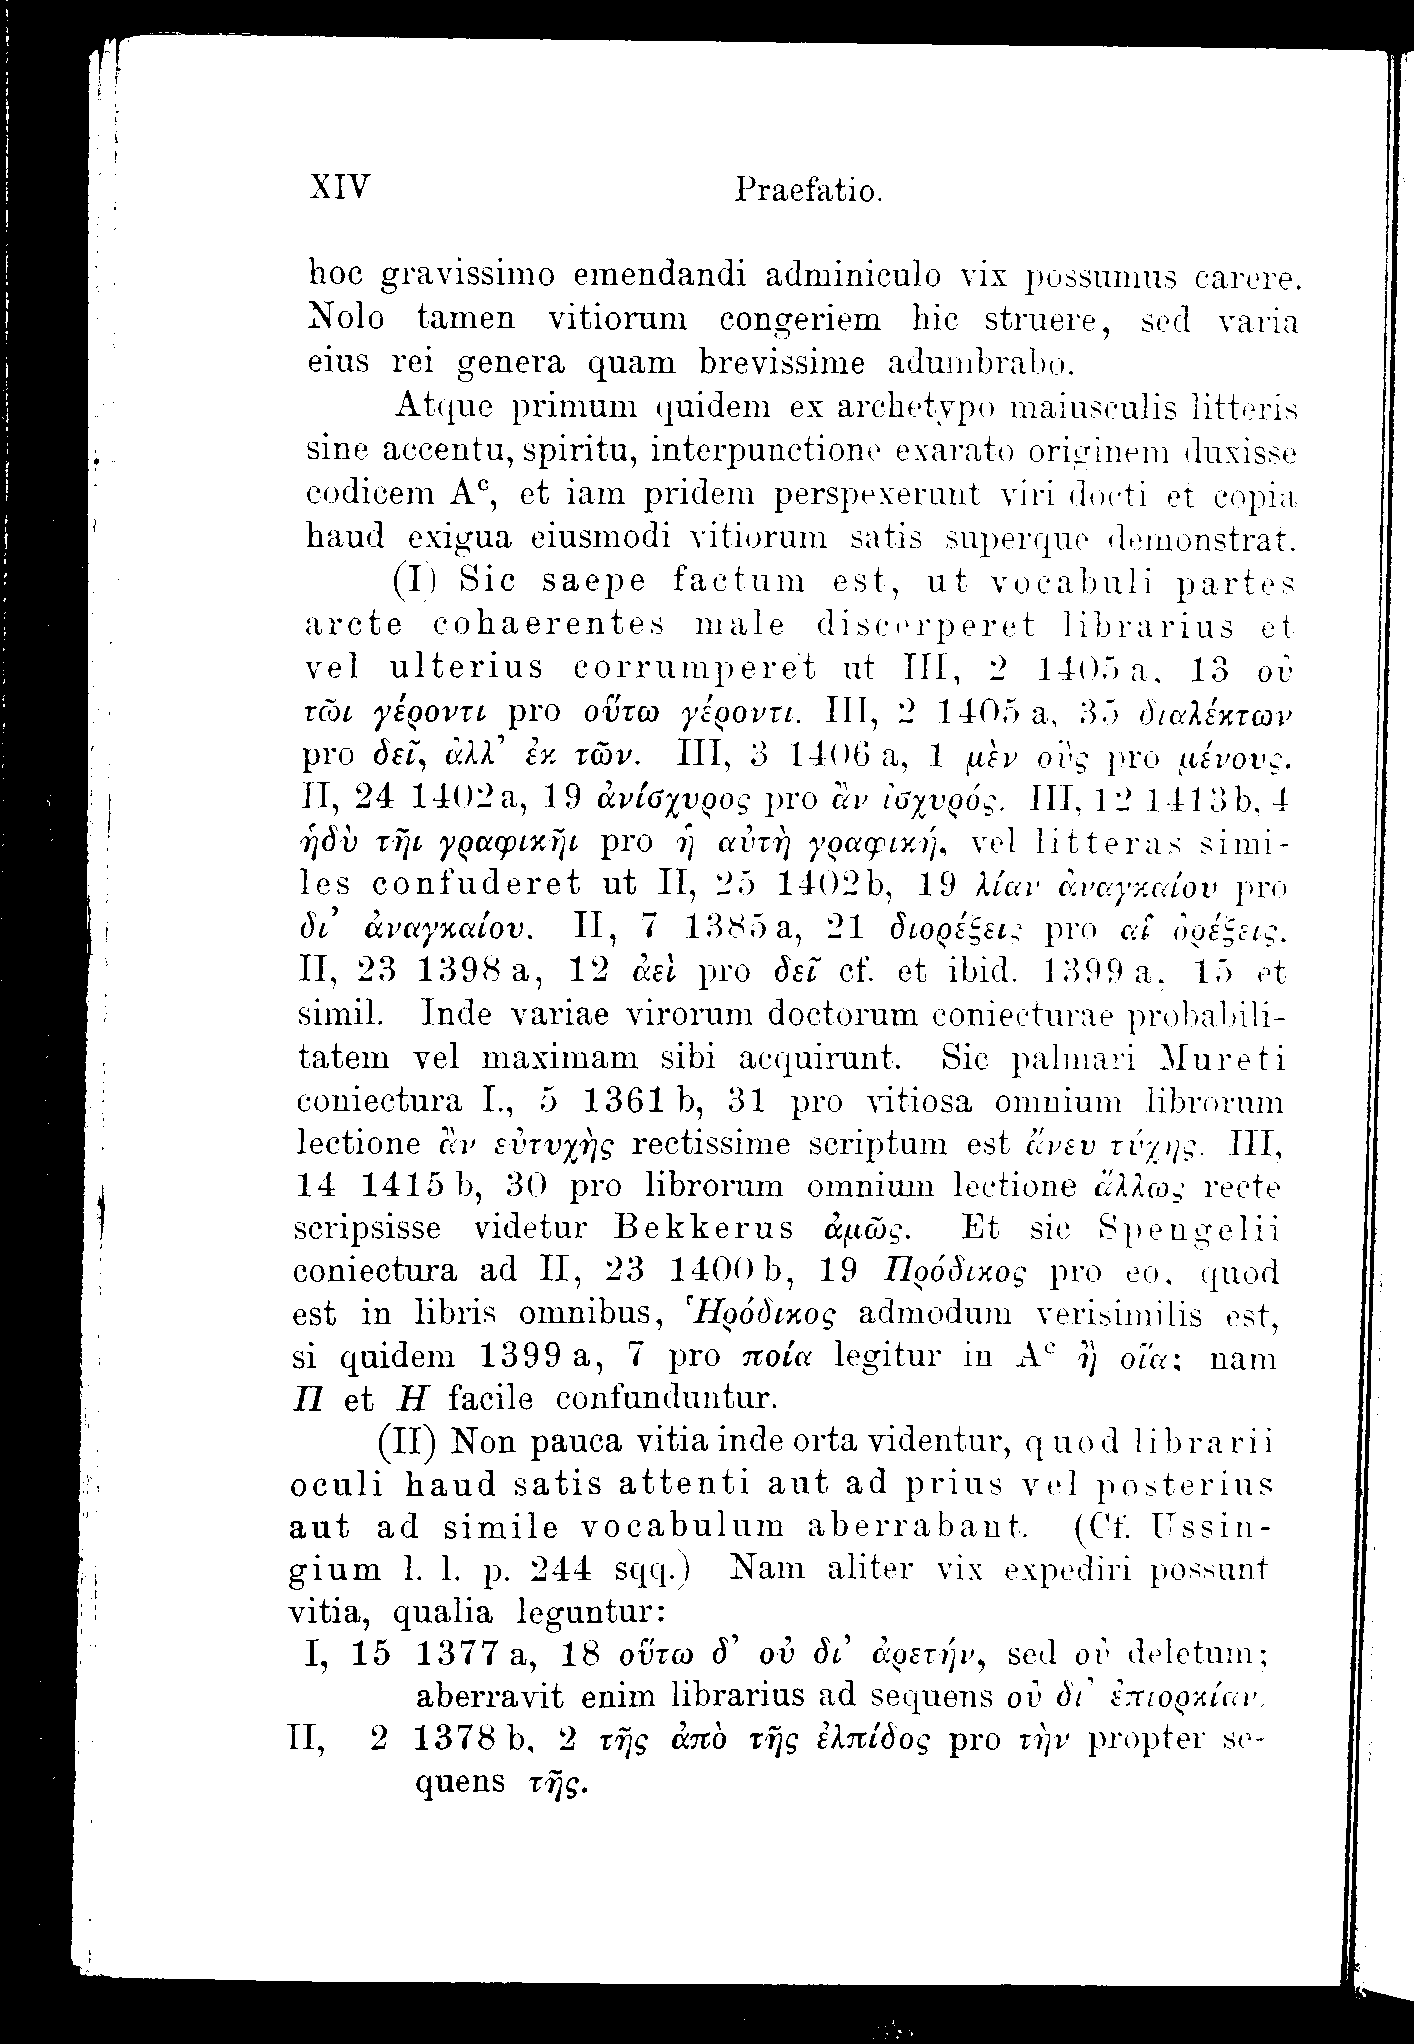 XIV Praefatio.
hoc gravissimo emendandi adminiculo vix possumus carere.
Nolo tamen vitiorum congeriem hic struere, sed varia
eius rei genera quam brevissime adumbrabo.
Atque primum quidem ex archetypo maiusculis litteris
sine accentu, spiritu, interpunctione exarato originem duxisse
codicem Aᶜ, et iam pridem perspexerunt viri docti et copia
haud exigua eiusmodi vitiorum satis superque demonstrat.
(I) Sic saepe factum est, ut vocabuli partes
arcte cohaerentes male discerperet librarius et
vel ulterius corrumperet ut III, 2 1405 a, 13 οὐ
τῶι γέροντι pro οὕτω γέροντι. III, 2 1405 a, 35 διαλέκτων
pro δεῖ, ἀλλ’ ἐκ τῶν. III, 3 1406 a, 1 μὲν οὓς pro μένους.
II, 24 1402 a, 19 ἀνίσχυρος pro ἂν ἰσχυρός. III, 12 1413 b, 4
ἡδὺ τῆι γραφικῆι pro ἡ αὐτὴ γραφική, vel litteras simi-
les confuderet ut II, 25 1402 b, 19 λίαν ἀναγκαίου pro
δι’ ἀναγκαίου. II, 7 1385 a, 21 διορέξεις pro αἱ ὀρέξεις.
II, 23 1398 a, 12 ἀεὶ pro δεῖ cf. et ibid. 1399 a, 15 et
simil. Inde variae virorum doctorum coniecturae probabili-
tatem vel maximam sibi acquirunt. Sic palmari Mureti
coniectura I., 5 1361 b, 31 pro vitiosa omnium librorum
lectione ἂν εὐτυχὴς rectissime scriptum est ἄνευ τύχης. III,
14 1415 b, 30 pro librorum omnium lectione ἄλλως recte
scripsisse videtur Bekkerus ἁμῶς. Et sic Spengelii
coniectura ad II, 23 1400 b, 19 Πρόδικος pro eo, quod
est in libris omnibus, Ἡρόδικος admodum verisimilis est,
si quidem 1399 a, 7 pro ποία legitur in Aᶜ ἢ οἵα; nam
Π et Η facile confunduntur.
(II) Non pauca vitia inde orta videntur, quod librarii
oculi haud satis attenti aut ad prius vel posterius
aut ad simile vocabulum aberrabant. (Cf. Ussin-
gium l. l. p. 244 sqq.) Nam aliter vix expediri possunt
vitia, qualia leguntur:
I, 15 1377 a, 18 οὕτω δ’ οὐ δι’ ἀρετήν, sed οὐ deletum;
aberravit enim librarius ad sequens οὐ δι’ ἐπιορκίαν.
II, 2 1378 b, 2 τῆς ἀπὸ τῆς ἐλπίδος pro τὴν propter se-
quens τῆς.